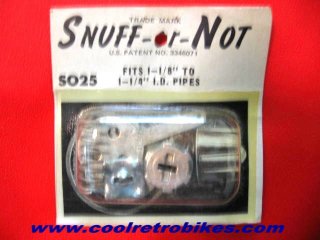 TRADE MARK
SNUFF-or-NOT
U.S. PATENT NO. 3346071
SO25
FITS 1-1/8" TO
1-1/4" I.D. PIPES
www.coolretrobikes.com